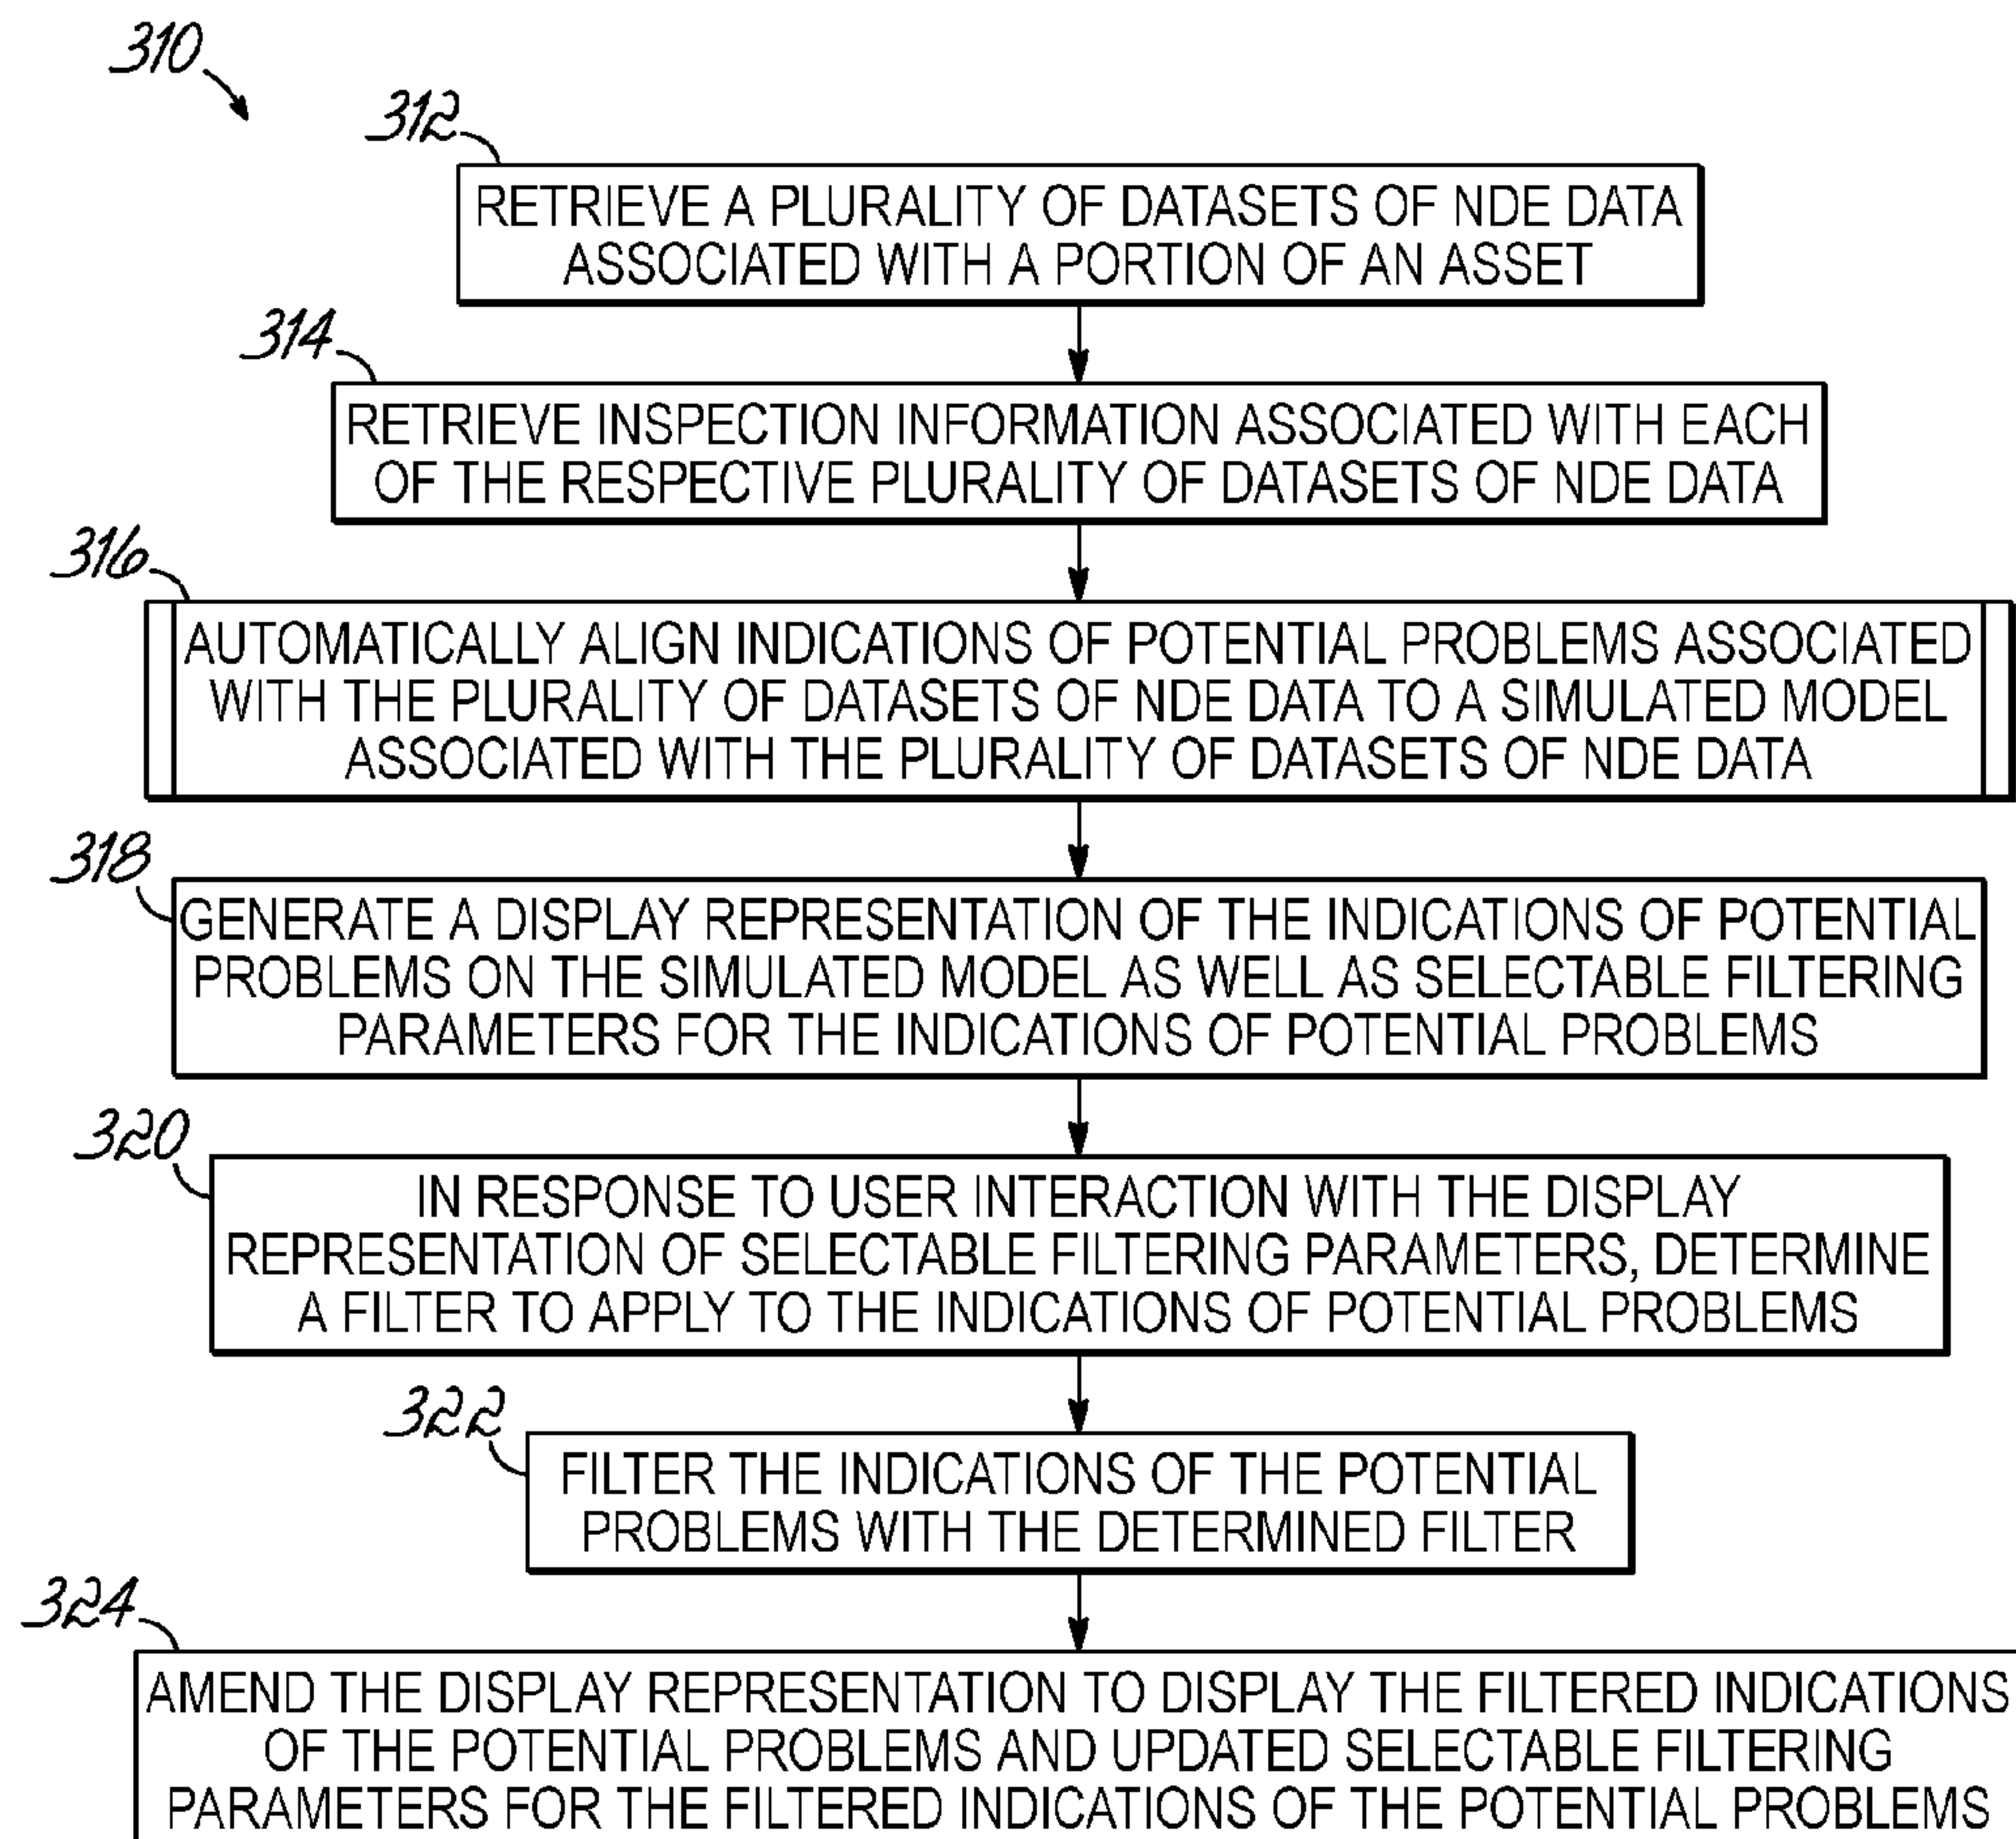 310
312
RETRIEVE A PLURALITY OF DATASETS OF NDE DATA
ASSOCIATED WITH A PORTION OF AN ASSET
314
RETRIEVE INSPECTION INFORMATION ASSOCIATED WITH EACH
OF THE RESPECTIVE PLURALITY OF DATASETS OF NDE DATA
316
AUTOMATICALLY ALIGN INDICATIONS OF POTENTIAL PROBLEMS ASSOCIATED
WITH THE PLURALITY OF DATASETS OF NDE DATA TO A SIMULATED MODEL
ASSOCIATED WITH THE PLURALITY OF DATASETS OF NDE DATA
318
GENERATE A DISPLAY REPRESENTATION OF THE INDICATIONS OF POTENTIAL
PROBLEMS ON THE SIMULATED MODEL AS WELL AS SELECTABLE FILTERING
PARAMETERS FOR THE INDICATIONS OF POTENTIAL PROBLEMS
320
IN RESPONSE TO USER INTERACTION WITH THE DISPLAY
REPRESENTATION OF SELECTABLE FILTERING PARAMETERS, DETERMINE
A FILTER TO APPLY TO THE INDICATIONS OF POTENTIAL PROBLEMS
322
FILTER THE INDICATIONS OF THE POTENTIAL
PROBLEMS WITH THE DETERMINED FILTER
324
AMEND THE DISPLAY REPRESENTATION TO DISPLAY THE FILTERED INDICATIONS
OF THE POTENTIAL PROBLEMS AND UPDATED SELECTABLE FILTERING
PARAMETERS FOR THE FILTERED INDICATIONS OF THE POTENTIAL PROBLEMS